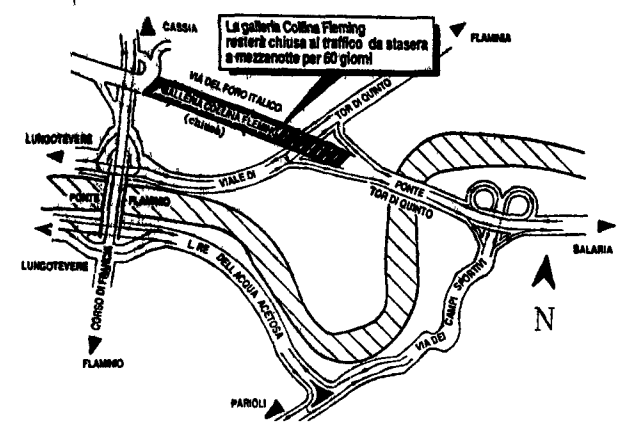 CASSIA
La galleria Collina Fleming
resterà chiusa al traffico da stasera
a mezzanotte per 60 giorni
FLAMINIA
VIA DEL FORO ITALICO
GALLERIA COLLINA FLEMING
(chiusa)
TOR DI QUINTO
LUNGOTEVERE
VIALE DI
PONTE
TOR DI QUINTO
PONTE FLAMINIO
SALARIA
LUNGOTEVERE
CORSO DI FRANCIA
L. RE DELL'ACQUA ACETOSA
VIA DEI CAMPI SPORTIVI
N
FLAMINIO
PARIOLI